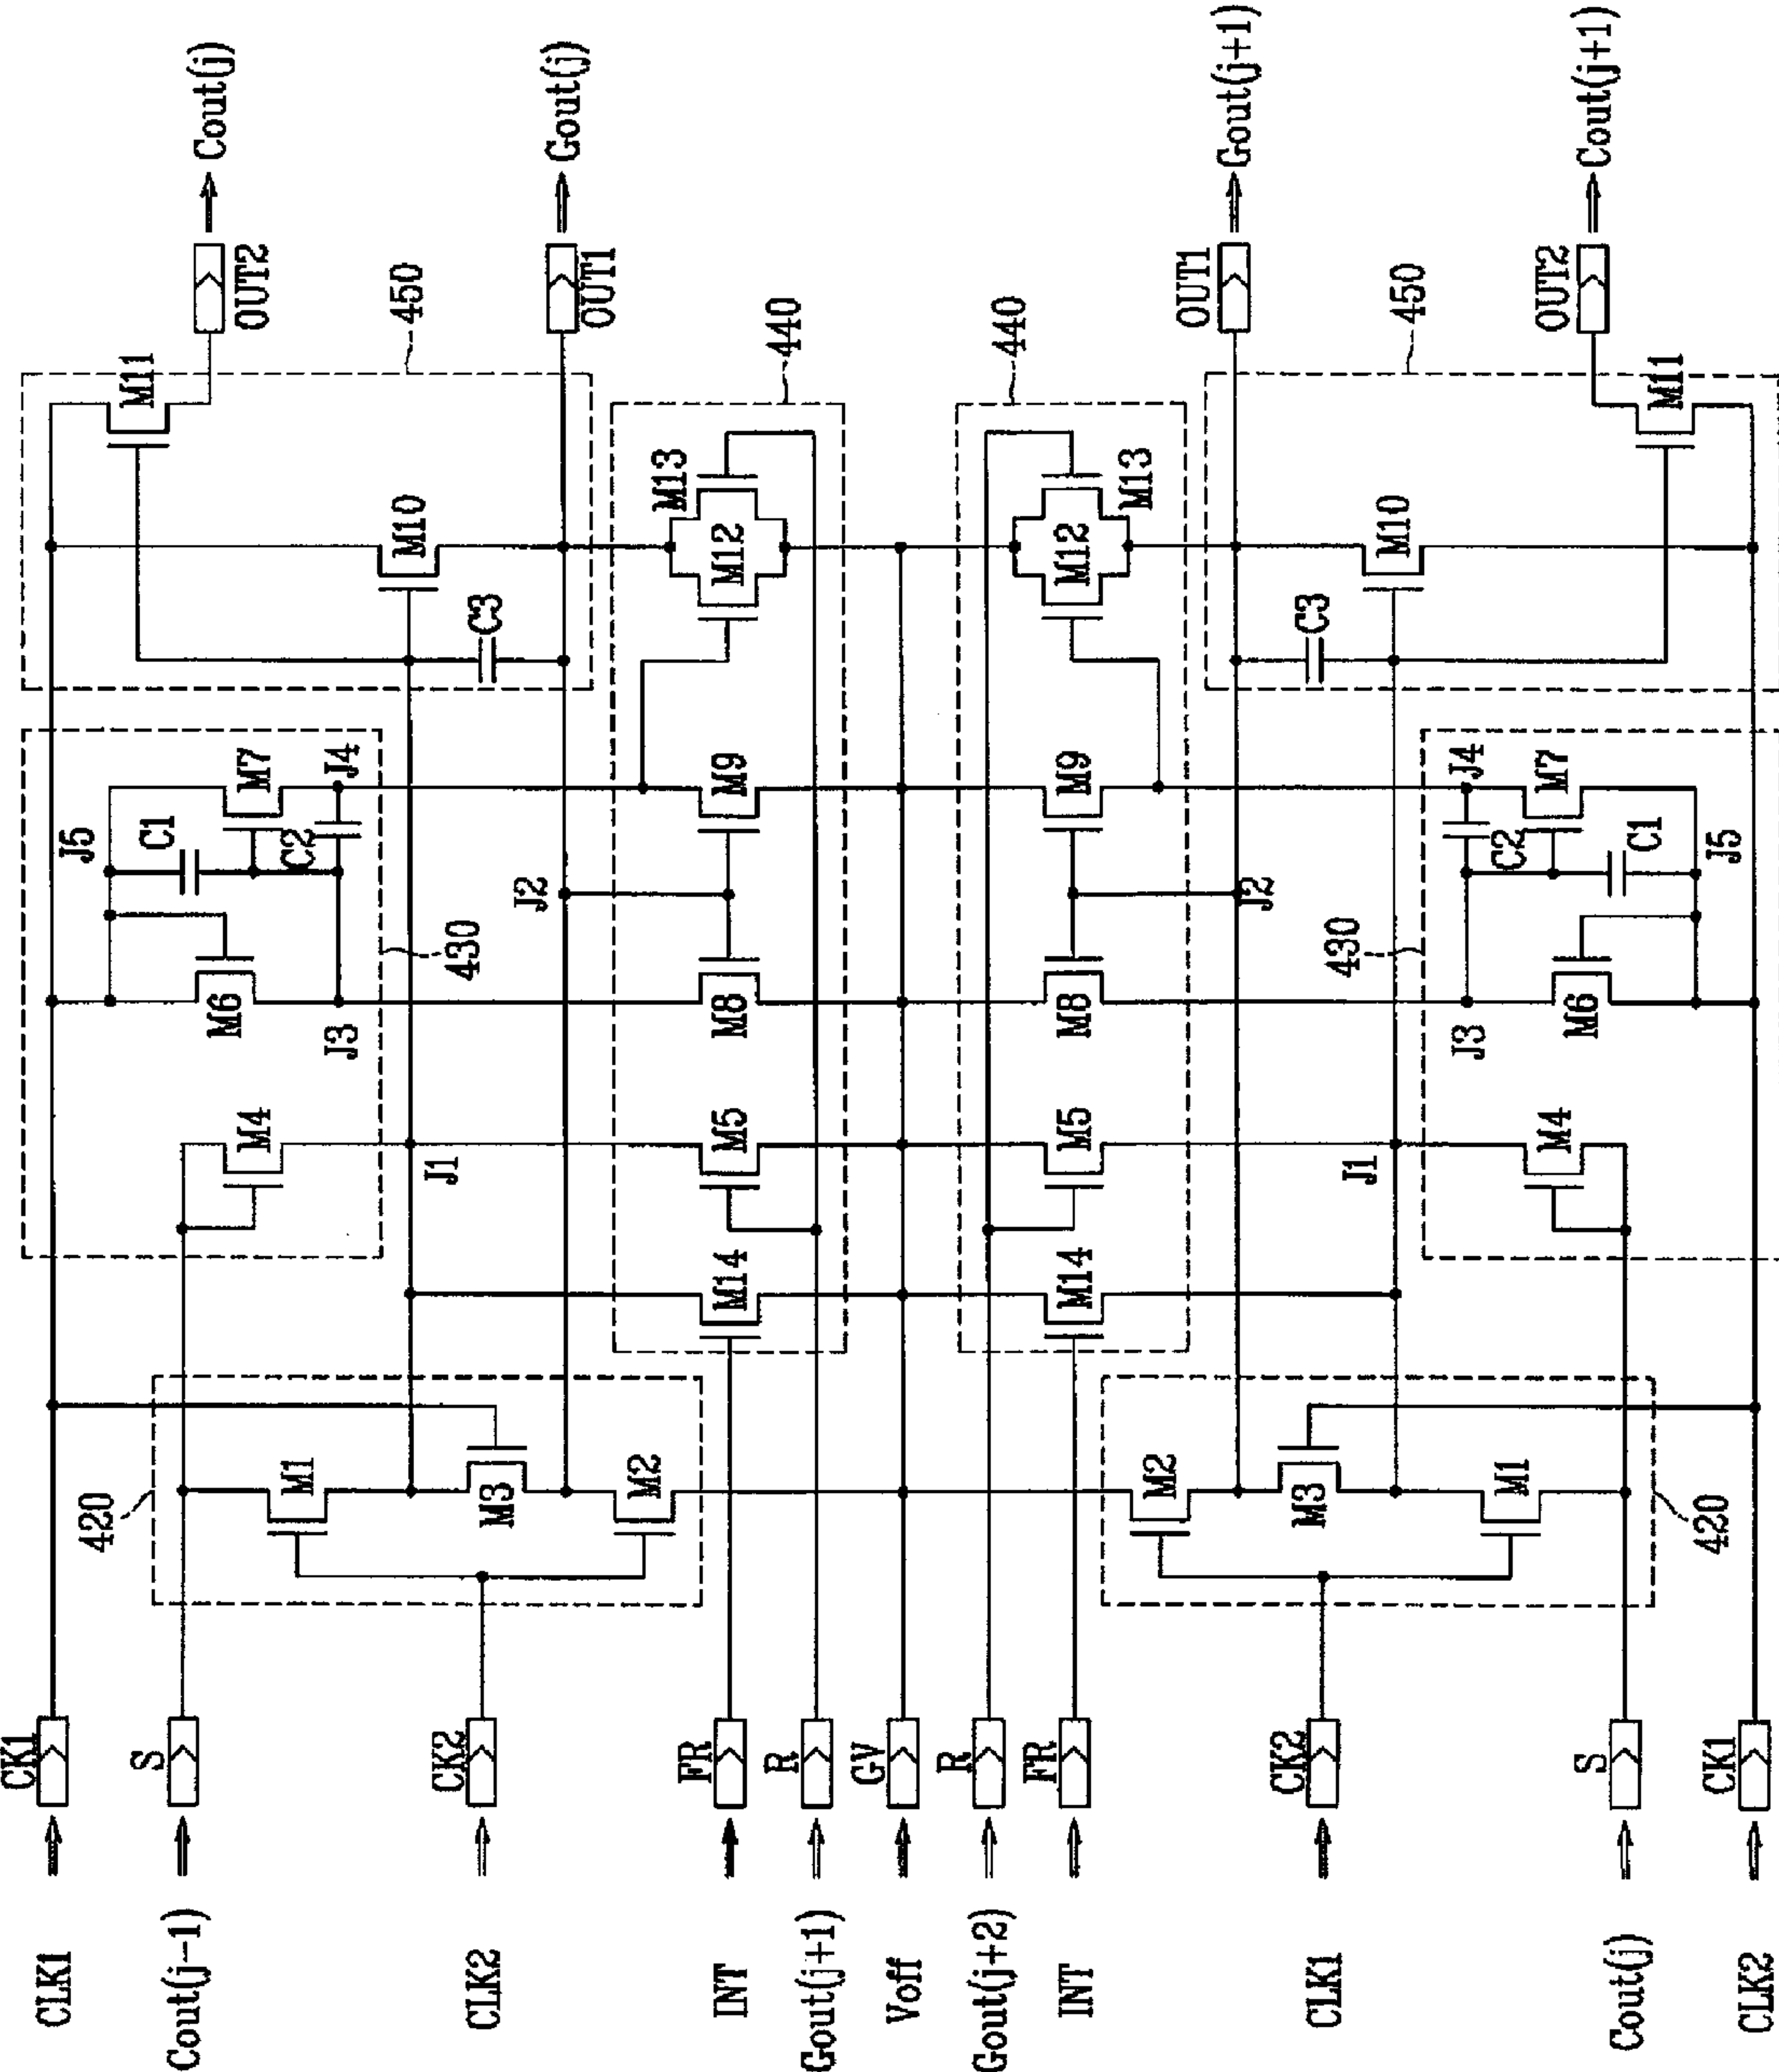 CLK1
Cout(j-1)
CLK2
INT
Gout(j+1)
Voff
Gout(j+2)
INT
CLK1
Cout(j)
CLK2
CK1
S
CK2
FR
R
GV
R
FR
CK2
S
CK1
420
M1
M3
M2
M2
M3
M1
420
M14
M14
M4
J1
M5
M5
J1
M4
M6
J3
430
M8
M8
430
J3
M6
J5
C1
M7
C2
J4
J2
M9
M9
J2
J4
M7
C2
C1
J5
C3
M10
M11
M12
M13
M12
M13
C3
M10
M11
450
440
440
450
OUT2
OUT1
OUT1
OUT2
Cout(j)
Gout(j)
Gout(j+1)
Cout(j+1)